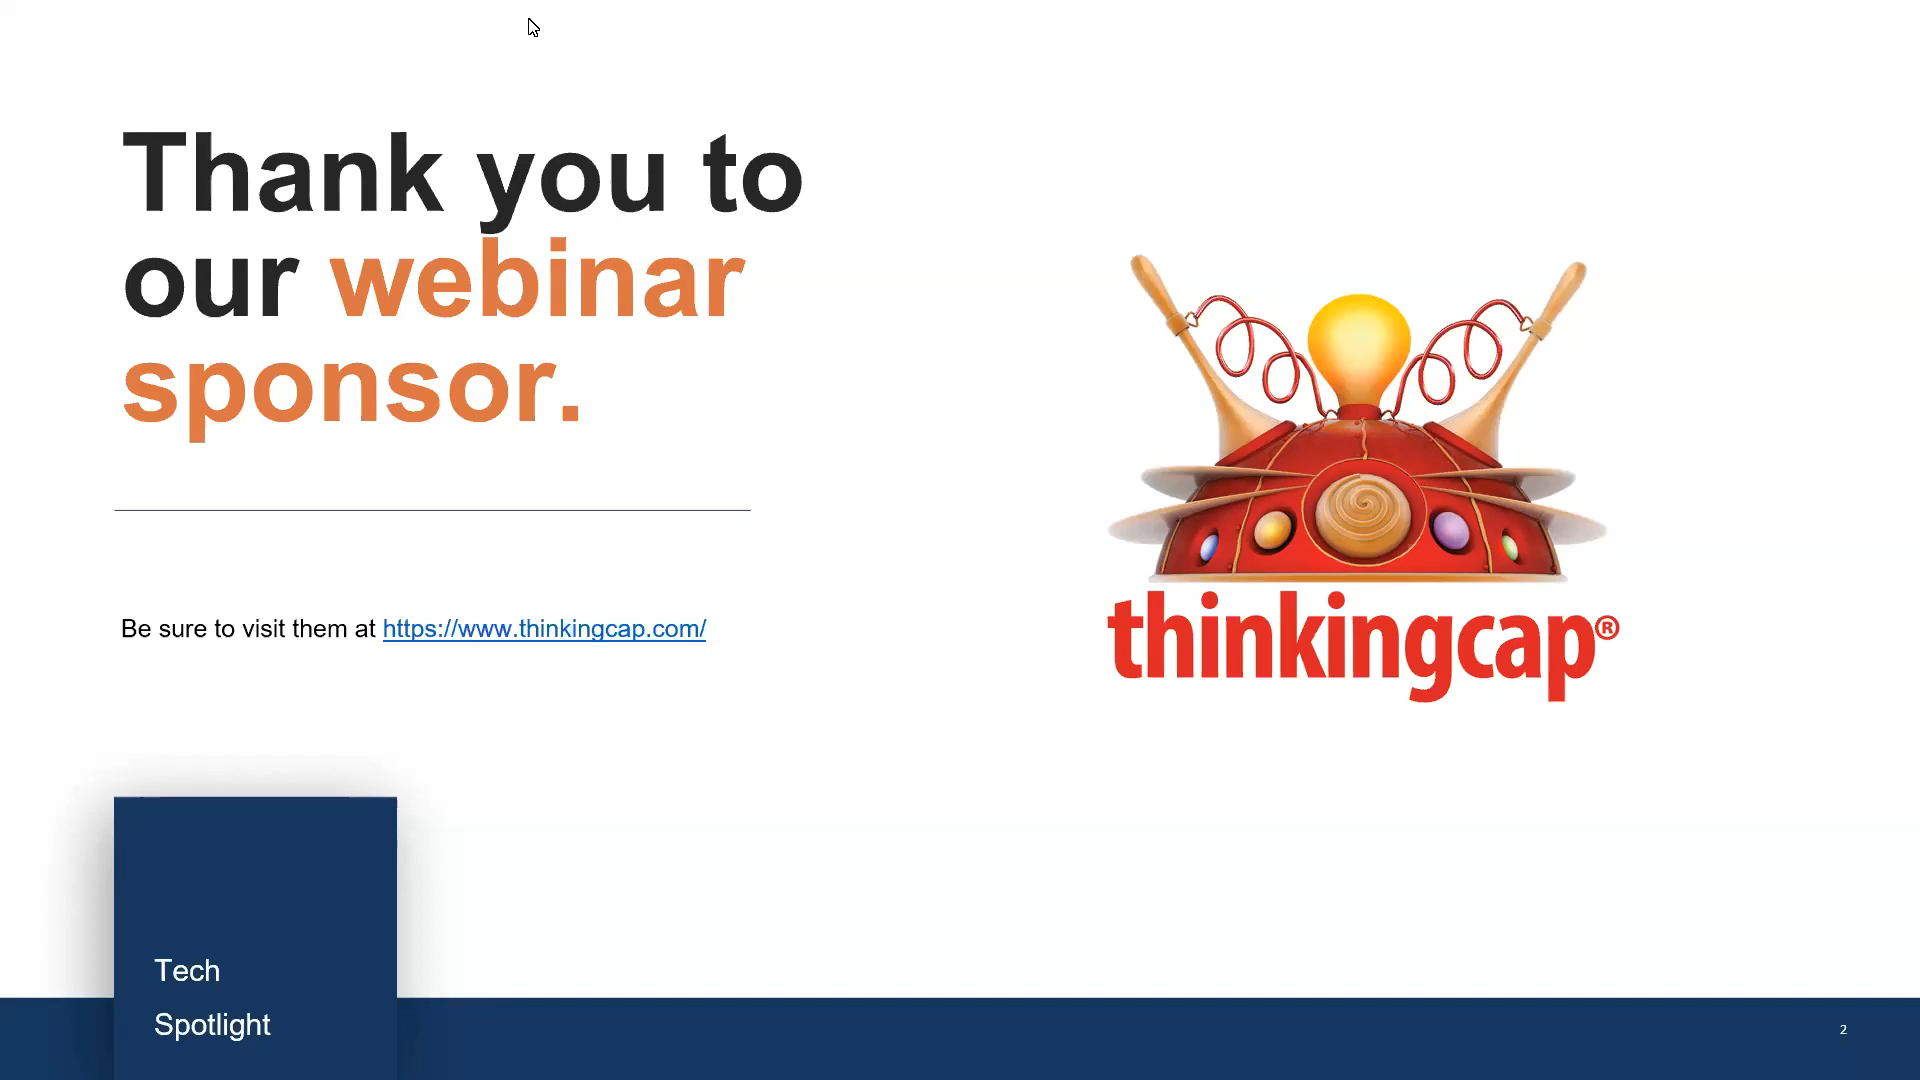 Thank you to
our webinar
sponsor.
Be sure to visit them at https://www.thinkingcap.com/
thinkingcap®
Tech
Spotlight
2